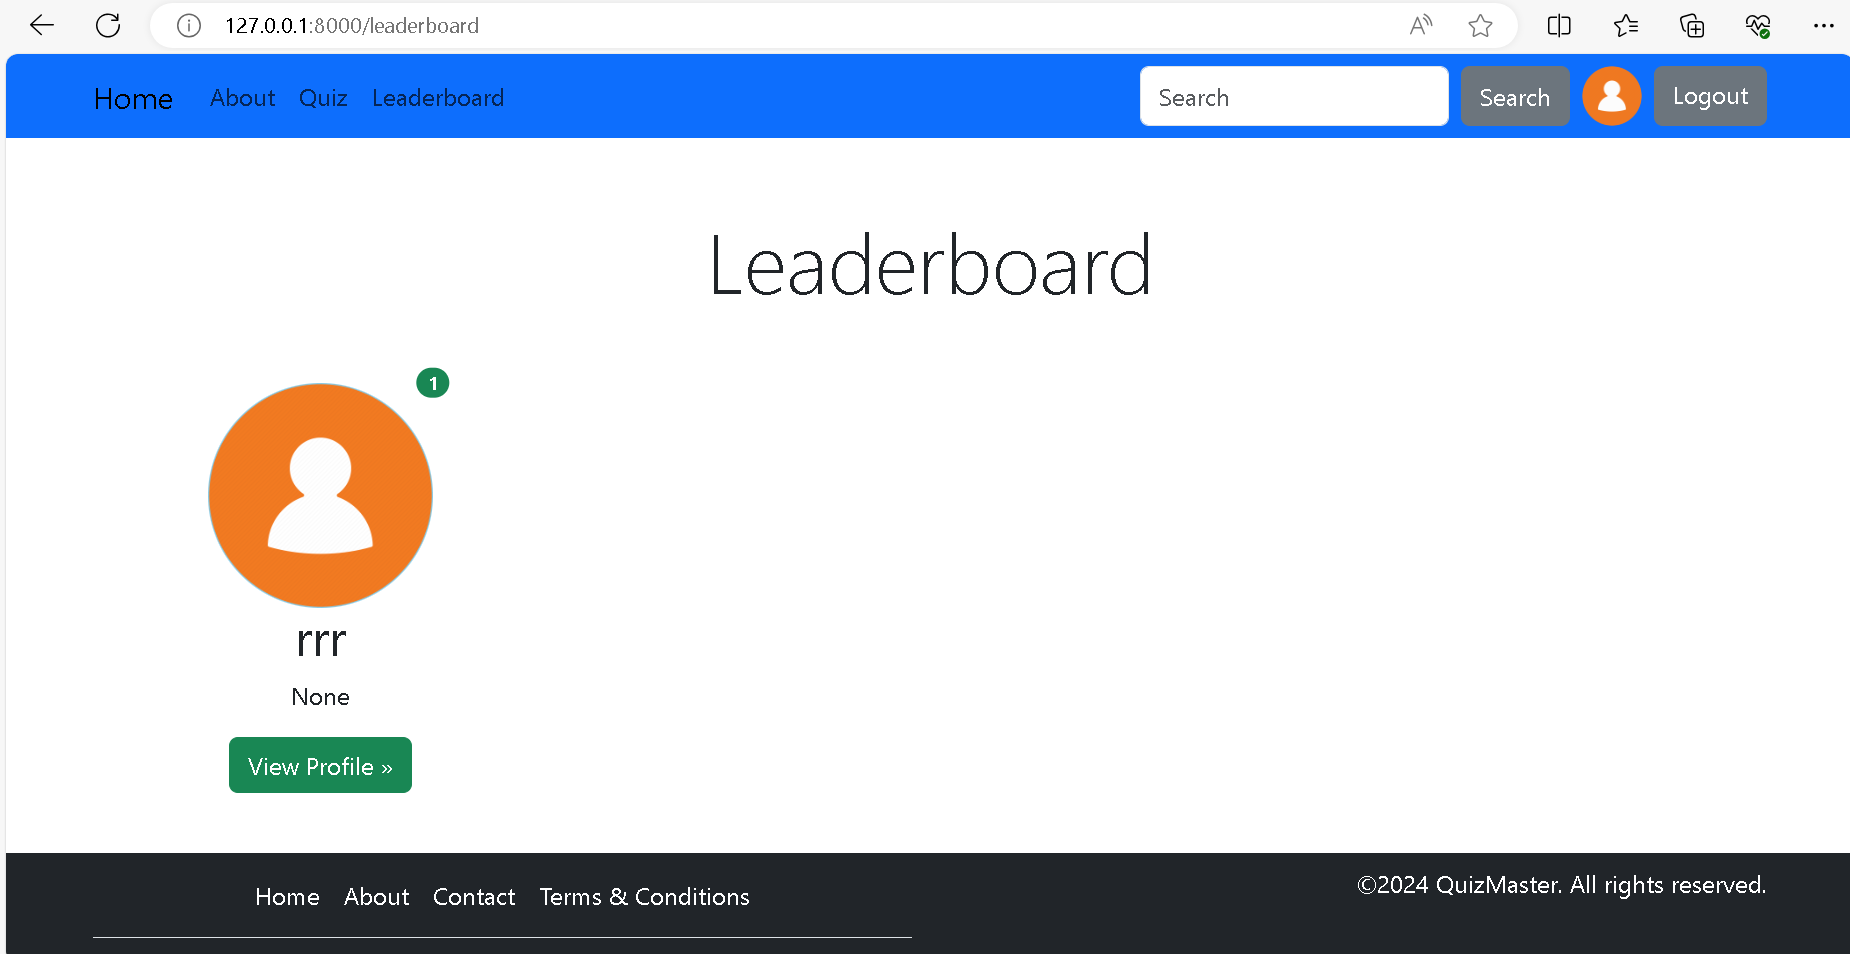 127.0.0.1:8000/leaderboard
Home About Quiz Leaderboard Search Search Logout
Leaderboard
1
rrr
None
View Profile »
Home About Contact Terms & Conditions
©2024 QuizMaster. All rights reserved.